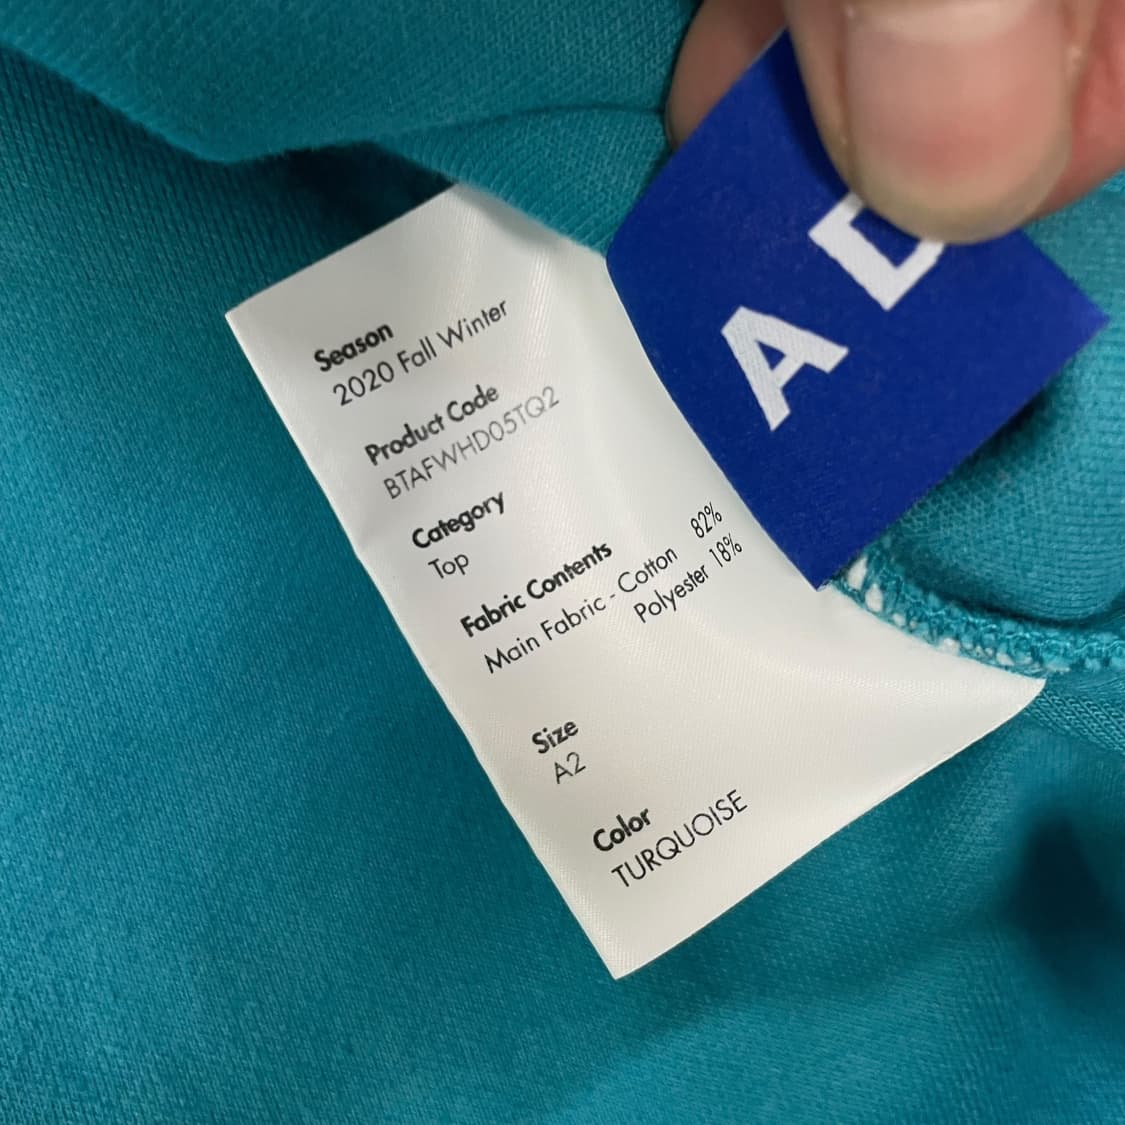 Season
2020 Fall Winter
Product Code
BTAFWHD05TQ2
Category
Top
Fabric Contents
Main Fabric - Cotton 82%
Polyester 18%
Size
A2
Color
TURQUOISE
A